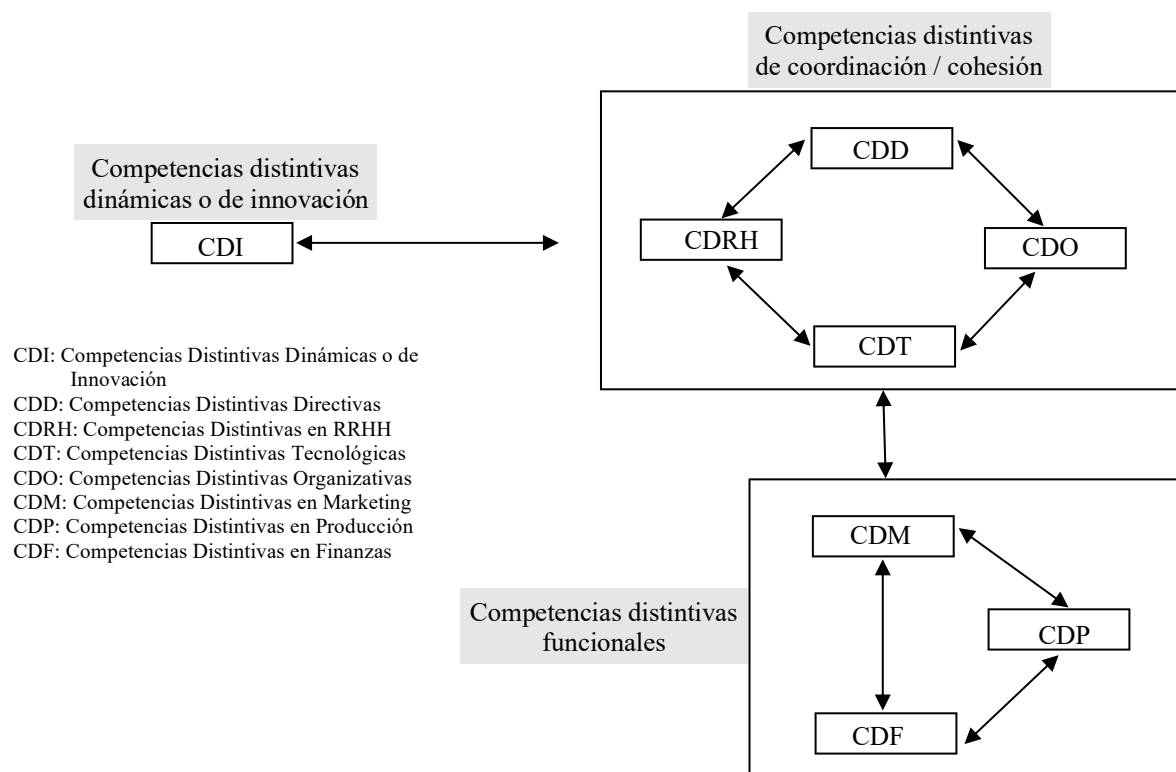 Competencias distintivas
de coordinación / cohesión
CDD
Competencias distintivas
dinámicas o de innovación
CDI
CDRH
CDO
CDT
CDI: Competencias Distintivas Dinámicas o de
Innovación
CDD: Competencias Distintivas Directivas
CDRH: Competencias Distintivas en RRHH
CDT: Competencias Distintivas Tecnológicas
CDO: Competencias Distintivas Organizativas
CDM: Competencias Distintivas en Marketing
CDP: Competencias Distintivas en Producción
CDF: Competencias Distintivas en Finanzas
CDM
Competencias distintivas
funcionales
CDP
CDF